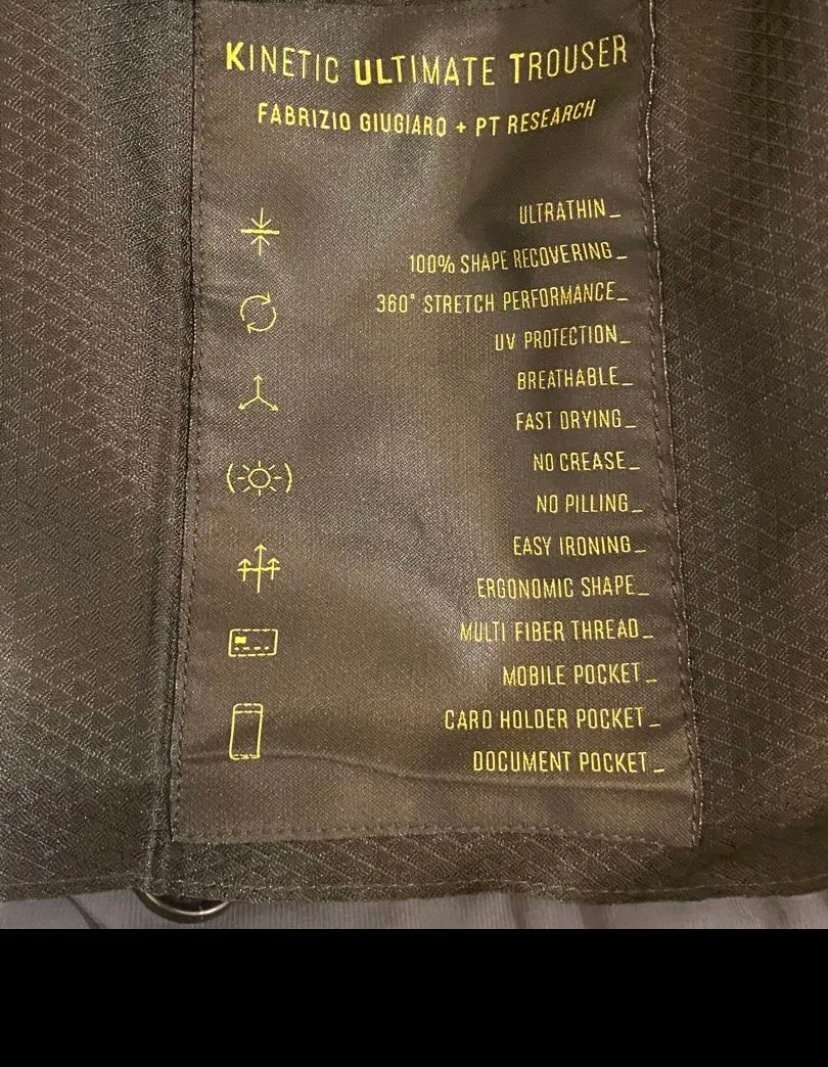 KINETIC ULTIMATE TROUSER
FABRIZIO GIUGIARO + PT RESEARCH
ULTRATHIN_
100% SHAPE RECOVERING_
360° STRETCH PERFORMANCE_
UV PROTECTION_
BREATHABLE_
FAST DRYING_
NO CREASE_
NO PILLING_
EASY IRONING_
ERGONOMIC SHAPE_
MULTI FIBER THREAD_
MOBILE POCKET_
CARD HOLDER POCKET_
DOCUMENT POCKET_